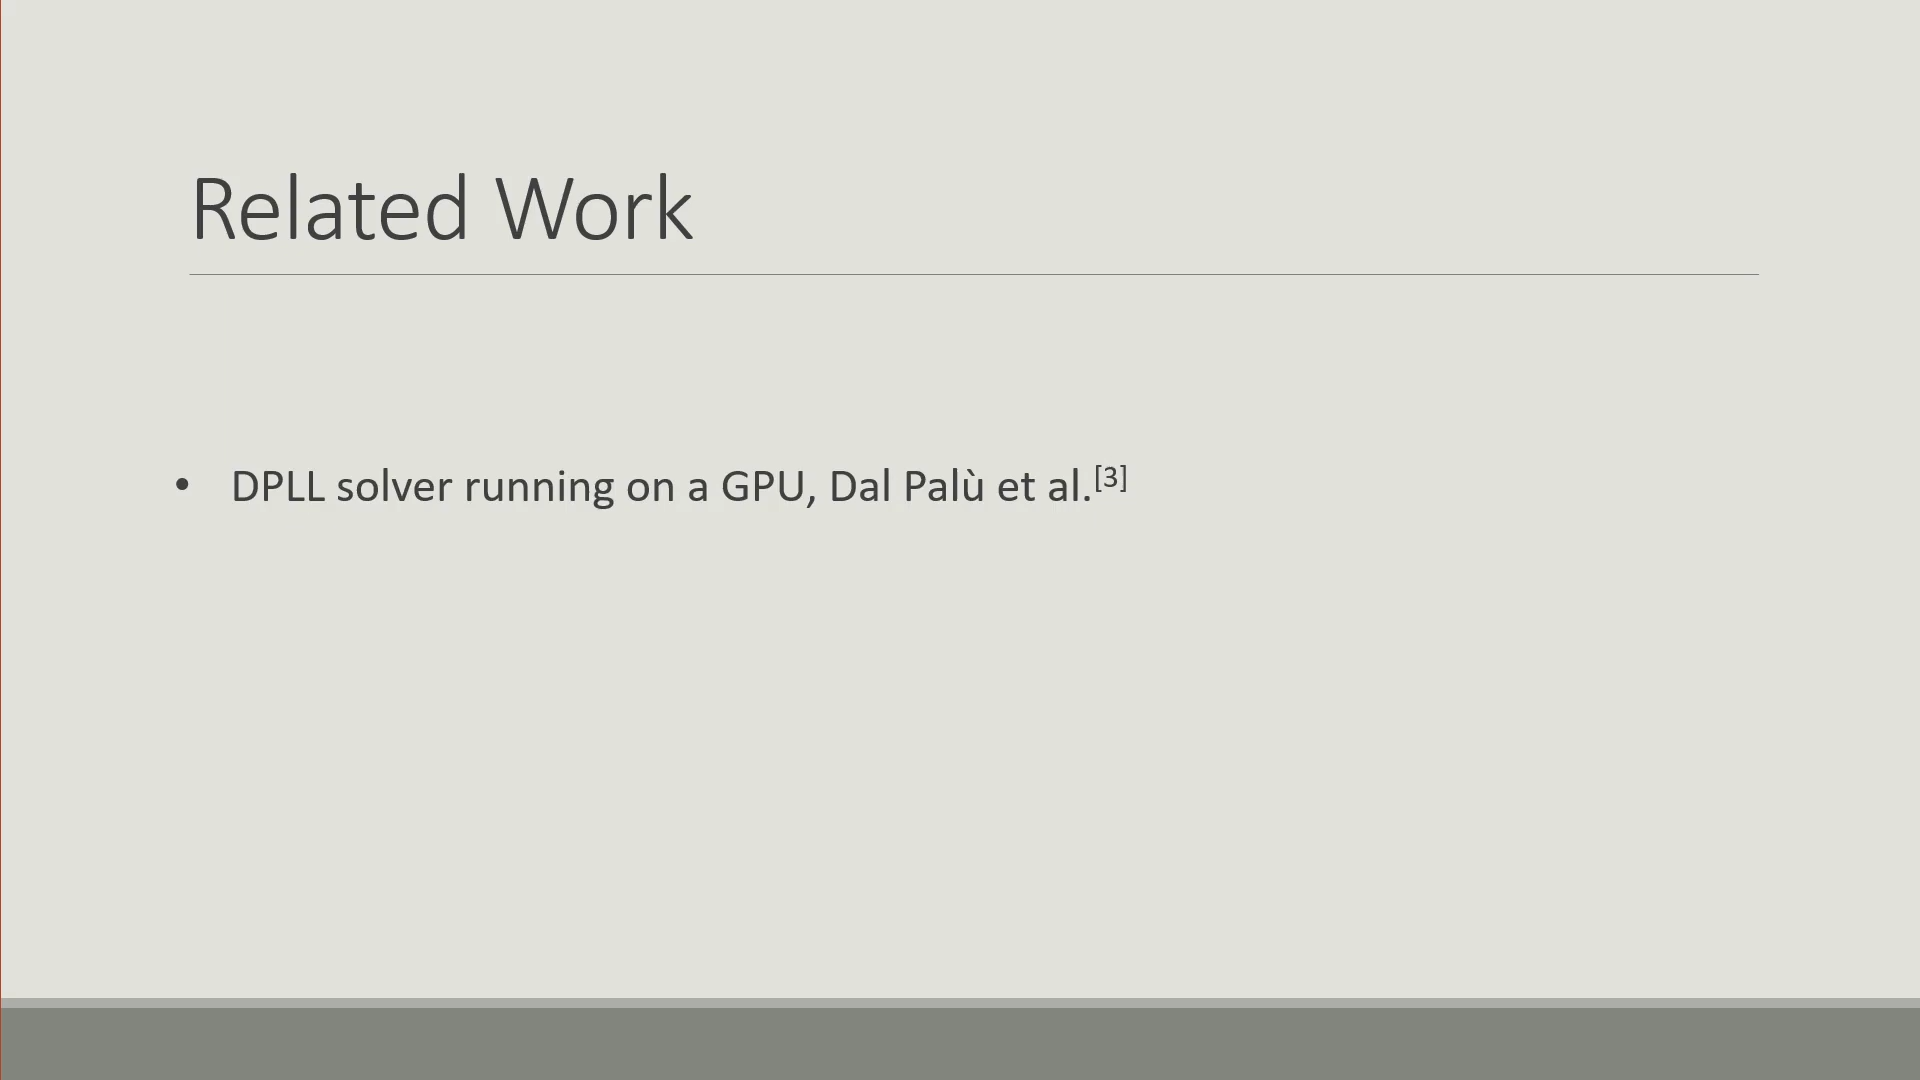 Related Work
• DPLL solver running on a GPU, Dal Palù et al.[3]